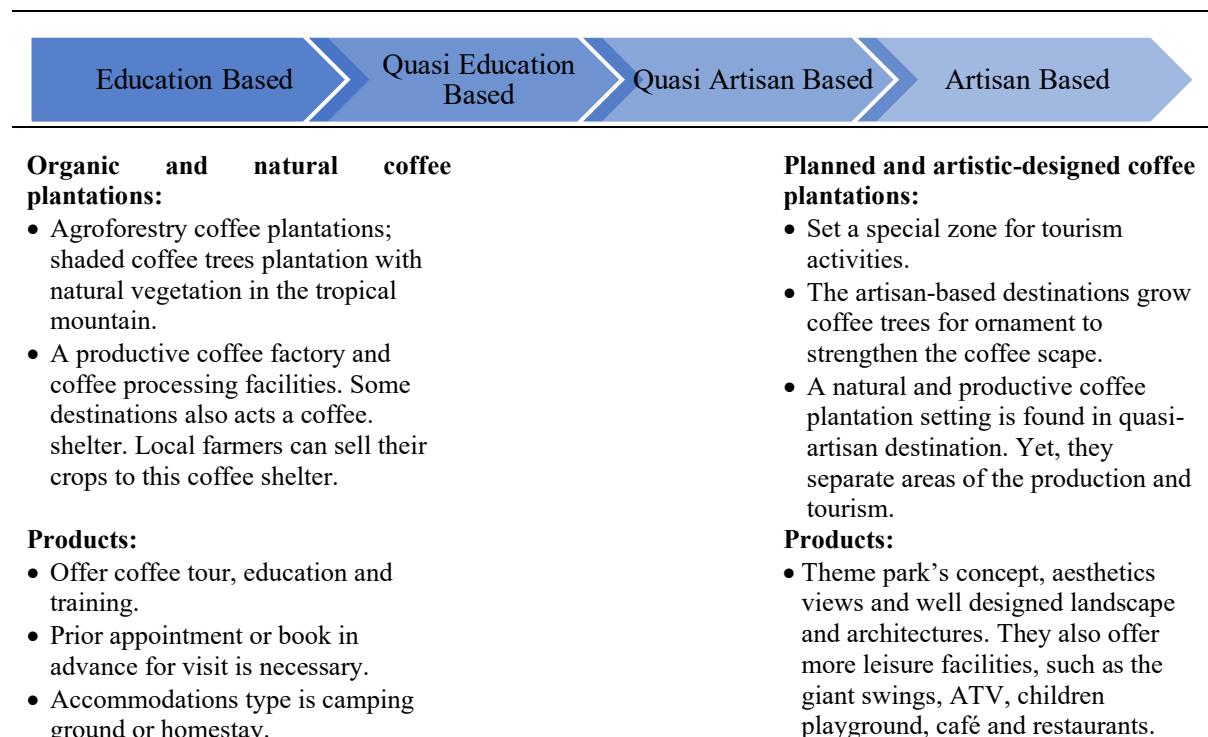 Education Based
Quasi Education
Based
Quasi Artisan Based
Artisan Based
Organic and natural coffee
plantations:
• Agroforestry coffee plantations;
shaded coffee trees plantation with
natural vegetation in the tropical
mountain.
• A productive coffee factory and
coffee processing facilities. Some
destinations also acts a coffee.
shelter. Local farmers can sell their
crops to this coffee shelter.
Products:
• Offer coffee tour, education and
training.
• Prior appointment or book in
advance for visit is necessary.
• Accommodations type is camping
ground or homestay.
Planned and artistic-designed coffee
plantations:
• Set a special zone for tourism
activities.
• The artisan-based destinations grow
coffee trees for ornament to
strengthen the coffee scape.
• A natural and productive coffee
plantation setting is found in quasi-
artisan destination. Yet, they
separate areas of the production and
tourism.
Products:
• Theme park’s concept, aesthetics
views and well designed landscape
and architectures. They also offer
more leisure facilities, such as the
giant swings, ATV, children
playground, café and restaurants.